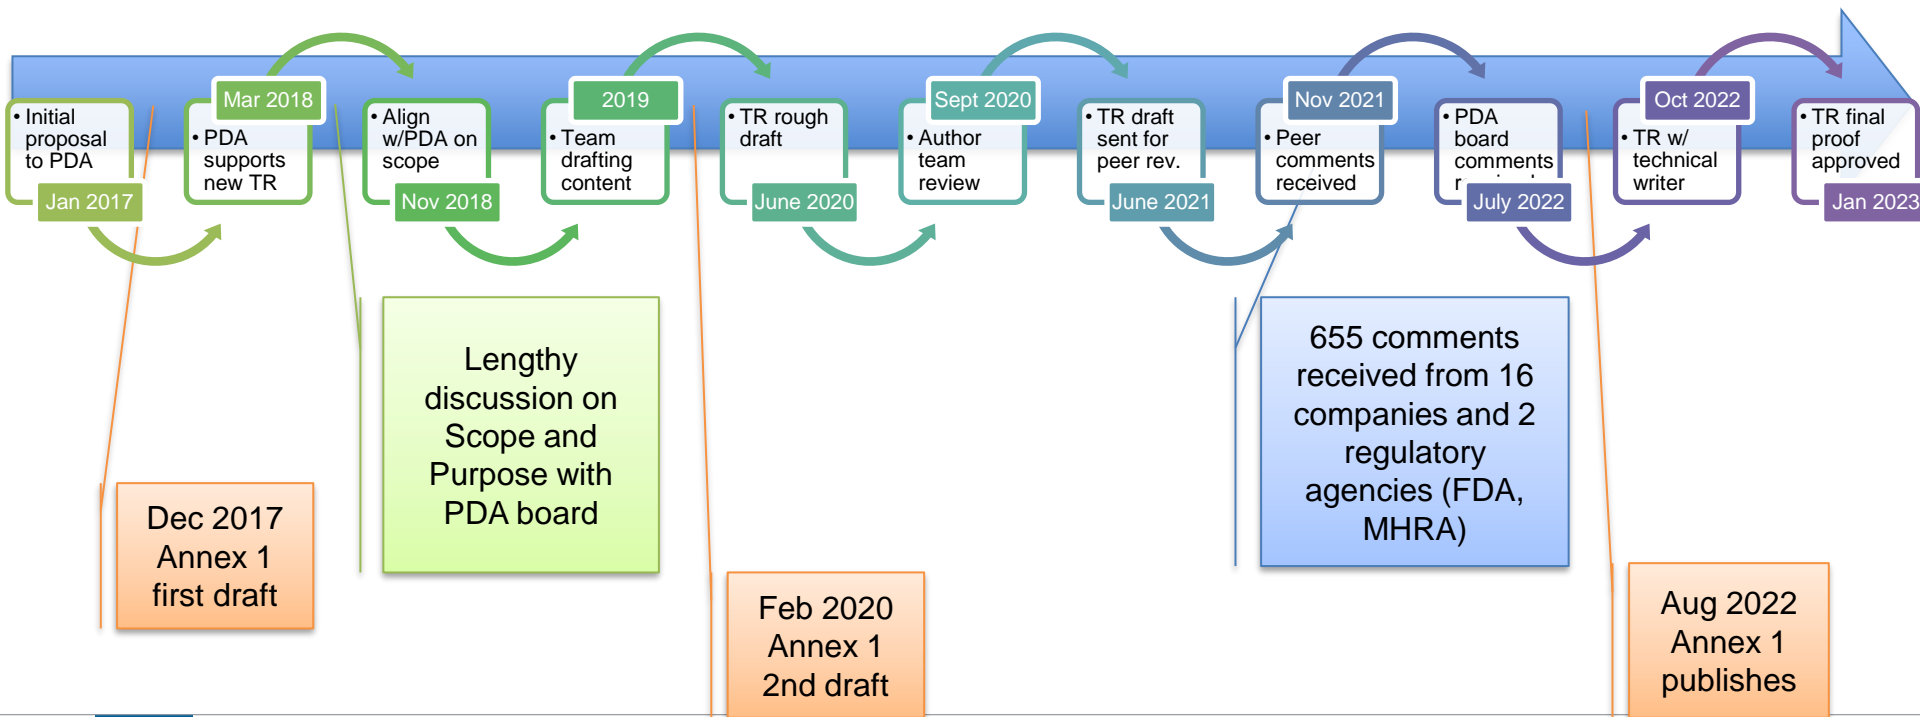 • Initial
proposal
to PDA
Jan 2017
Mar 2018
• PDA
supports
new TR
• Align
w/PDA on
scope
Nov 2018
2019
• Team
drafting
content
• TR rough
draft
June 2020
Sept 2020
• Author
team
review
• TR draft
sent for
peer rev.
June 2021
Nov 2021
• Peer
comments
received
• PDA
board
comments
July 2022
Oct 2022
• TR w/
technical
writer
• TR final
proof
approved
Jan 2023
Dec 2017
Annex 1
first draft
Lengthy
discussion on
Scope and
Purpose with
PDA board
Feb 2020
Annex 1
2nd draft
655 comments
received from 16
companies and 2
regulatory
agencies (FDA,
MHRA)
Aug 2022
Annex 1
publishes